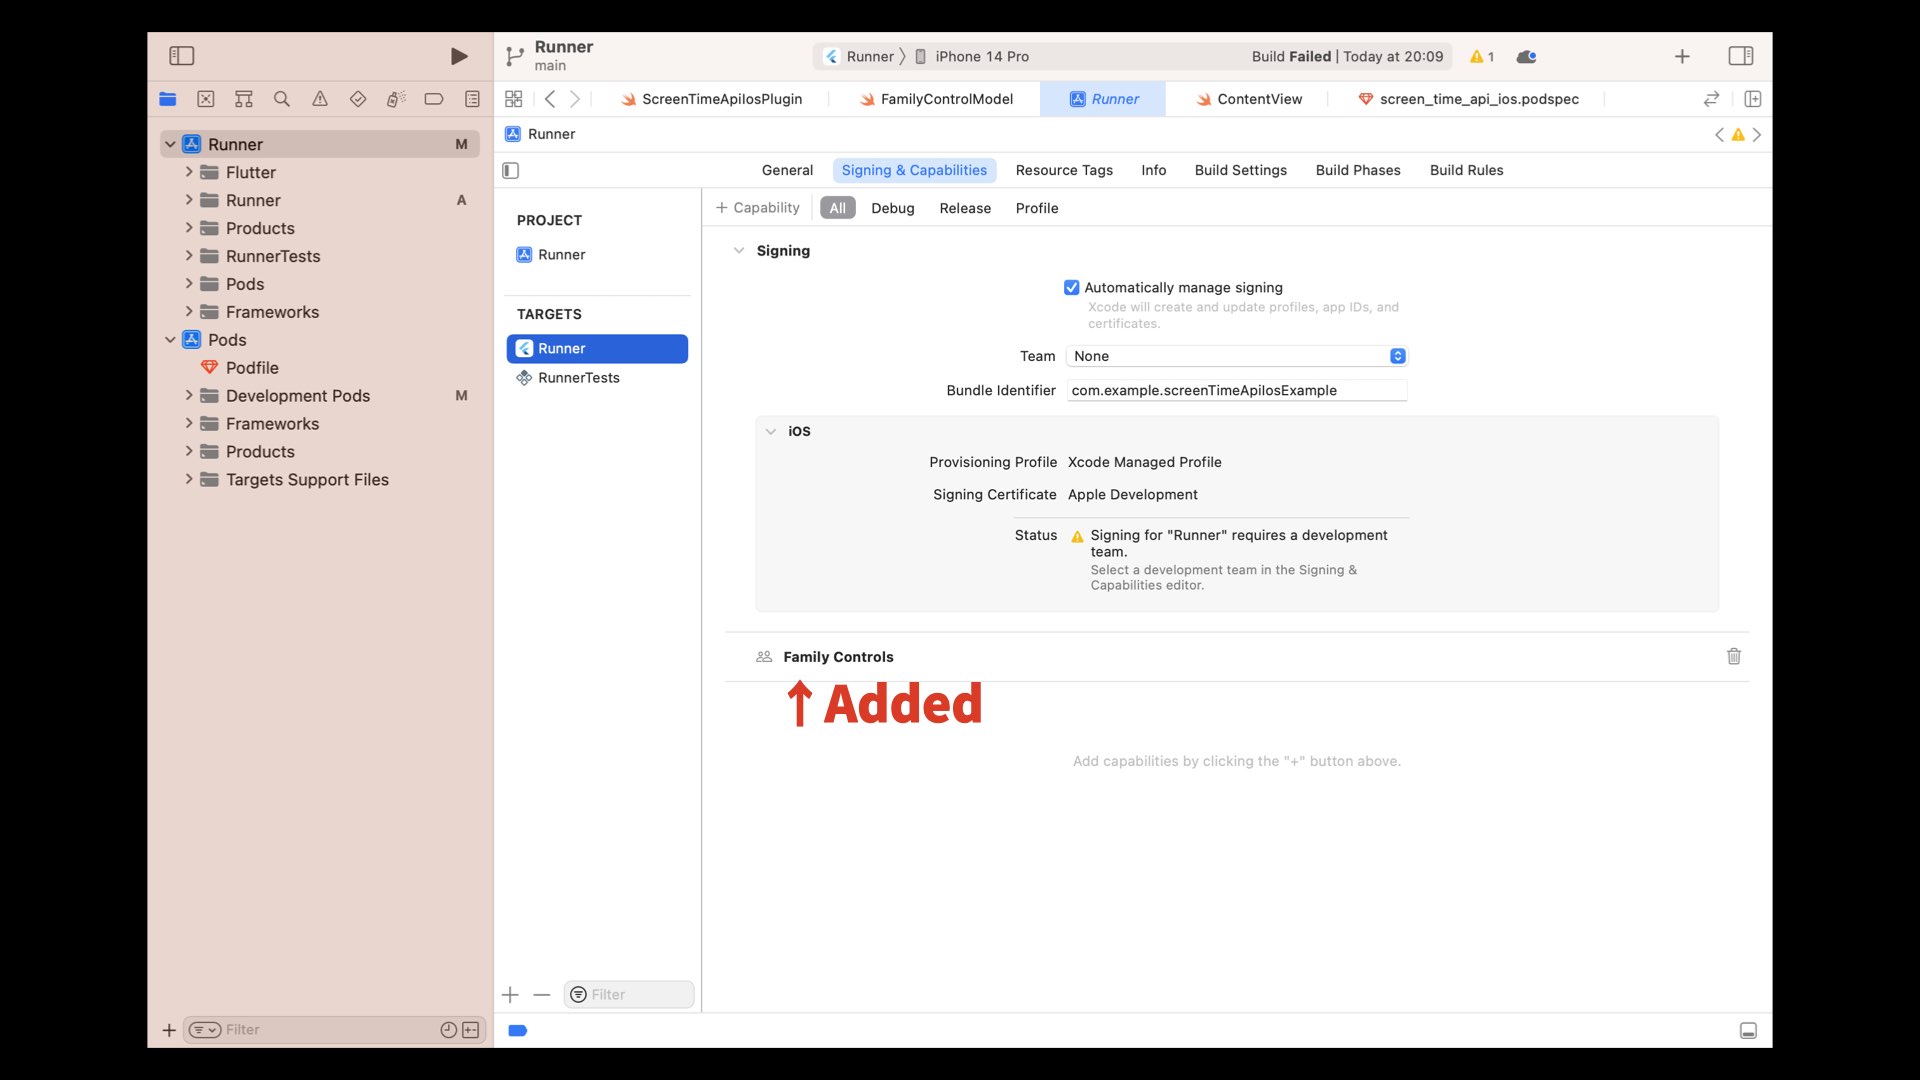 Runner
main
Runner
iPhone 14 Pro
Build Failed | Today at 20:09
1
ScreenTimeApiIosPlugin
FamilyControlModel
Runner
ContentView
screen_time_api_ios.podspec
Runner
M
Flutter
Runner
A
Products
RunnerTests
Pods
Frameworks
Pods
Podfile
Development Pods
M
Frameworks
Products
Targets Support Files
Filter
Runner
General
Signing & Capabilities
Resource Tags
Info
Build Settings
Build Phases
Build Rules
PROJECT
Runner
TARGETS
Runner
RunnerTests
Filter
+ Capability
All
Debug
Release
Profile
Signing
Automatically manage signing
Xcode will create and update profiles, app IDs, and
certificates.
Team
None
Bundle Identifier
com.example.screenTimeApiIosExample
iOS
Provisioning Profile
Xcode Managed Profile
Signing Certificate
Apple Development
Status
Signing for "Runner" requires a development
team.
Select a development team in the Signing &
Capabilities editor.
Family Controls
↑ Added
Add capabilities by clicking the "+" button above.